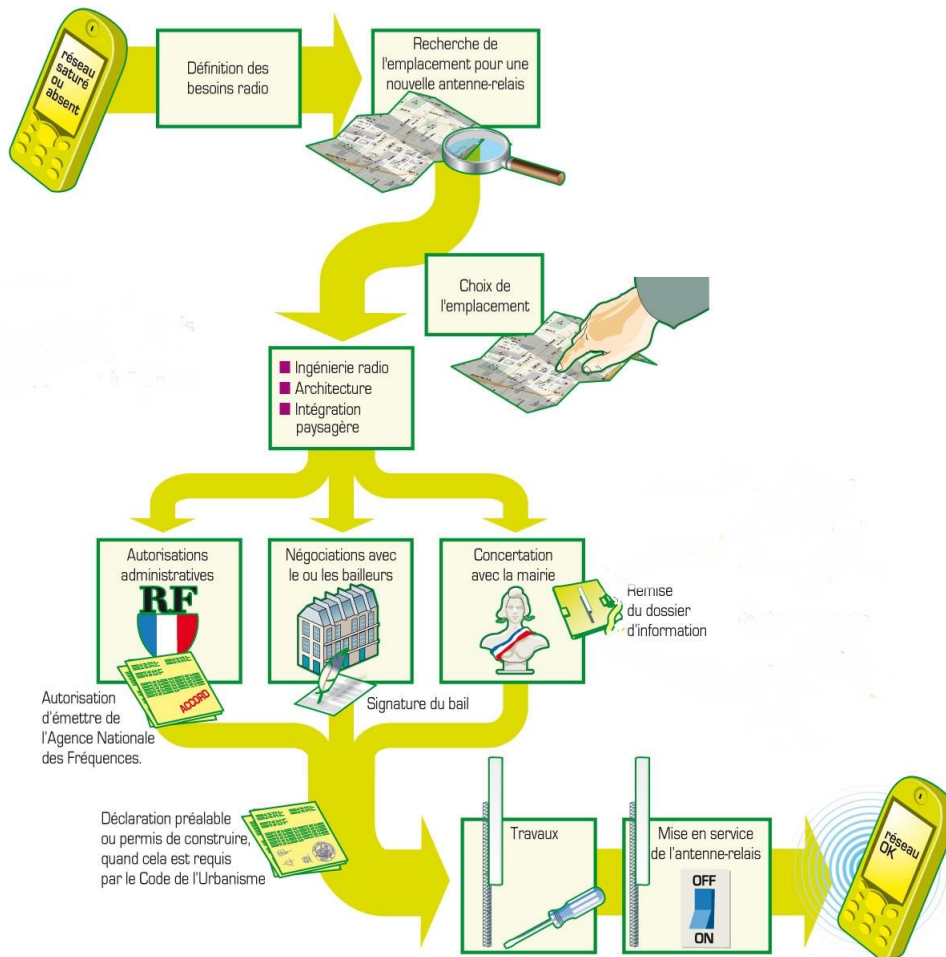 réseau
saturé
ou
absent
Définition des
besoins radio
Recherche de
l'emplacement pour une
nouvelle antenne-relais
Choix de
l'emplacement
Ingénierie radio
Architecture
Intégration
paysagère
Autorisations
administratives
RF
ACCORD
Autorisation
d'émettre de
l'Agence Nationale
des Fréquences.
Négociations avec
le ou les bailleurs
Signature du bail
Concertation
avec la mairie
Remise
du dossier
d'information
Déclaration préalable
ou permis de construire,
quand cela est requis
par le Code de l'Urbanisme
Travaux
Mise en service
de l'antenne-relais
OFF
ON
réseau
OK